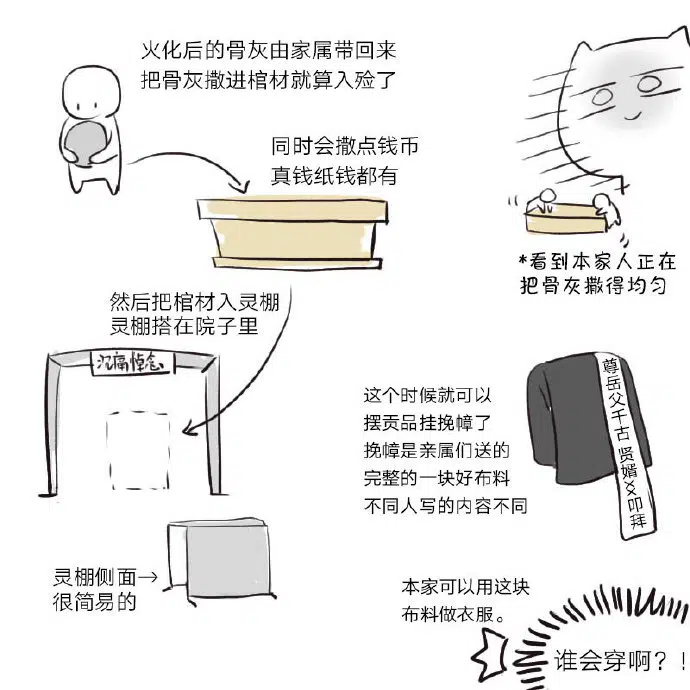 火化后的骨灰由家属带回来
把骨灰撒进棺材就算入殓了
同时会撒点钱币
真钱纸钱都有
*看到本家人正在
把骨灰撒得均匀
然后把棺材入灵棚
灵棚搭在院子里
沉痛悼念
这个时候就可以
摆贡品挂挽幛了
挽幛是亲属们送的
完整的一块好布料
不同人写的内容不同
尊岳父千古 贤婿××叩拜
灵棚侧面→
很简易的
本家可以用这块
布料做衣服。
谁会穿啊？！